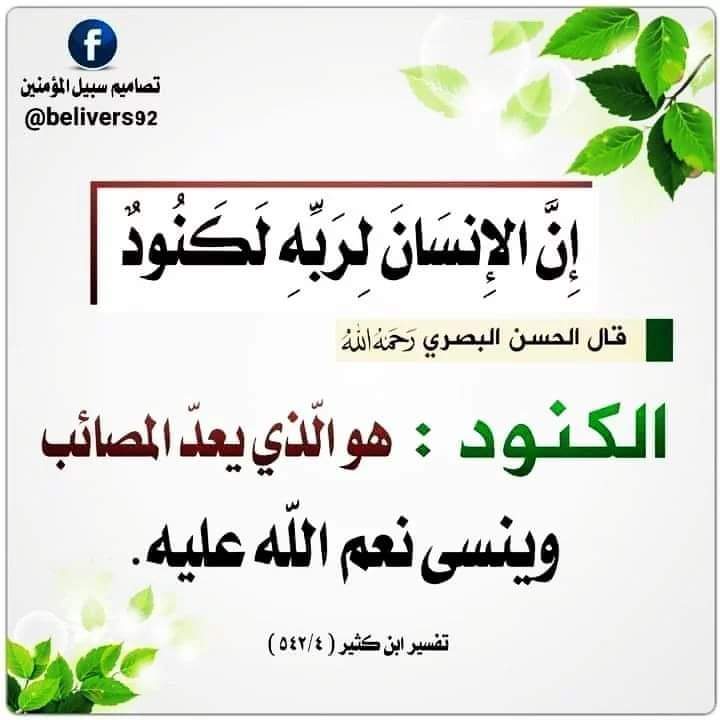 تصاميم سبيل المؤمنين
@belivers92
إِنَّ الإِنسَانَ لِرَبِّهِ لَكَنُودٌ
قال الحسن البصري رَحِمَهُ اللَّهُ
الكنود : هو الّذي يعدّ المصائب
وينسى نعم اللّه عليه.
تفسير ابن كثير ( ٥٤٢/٤ )